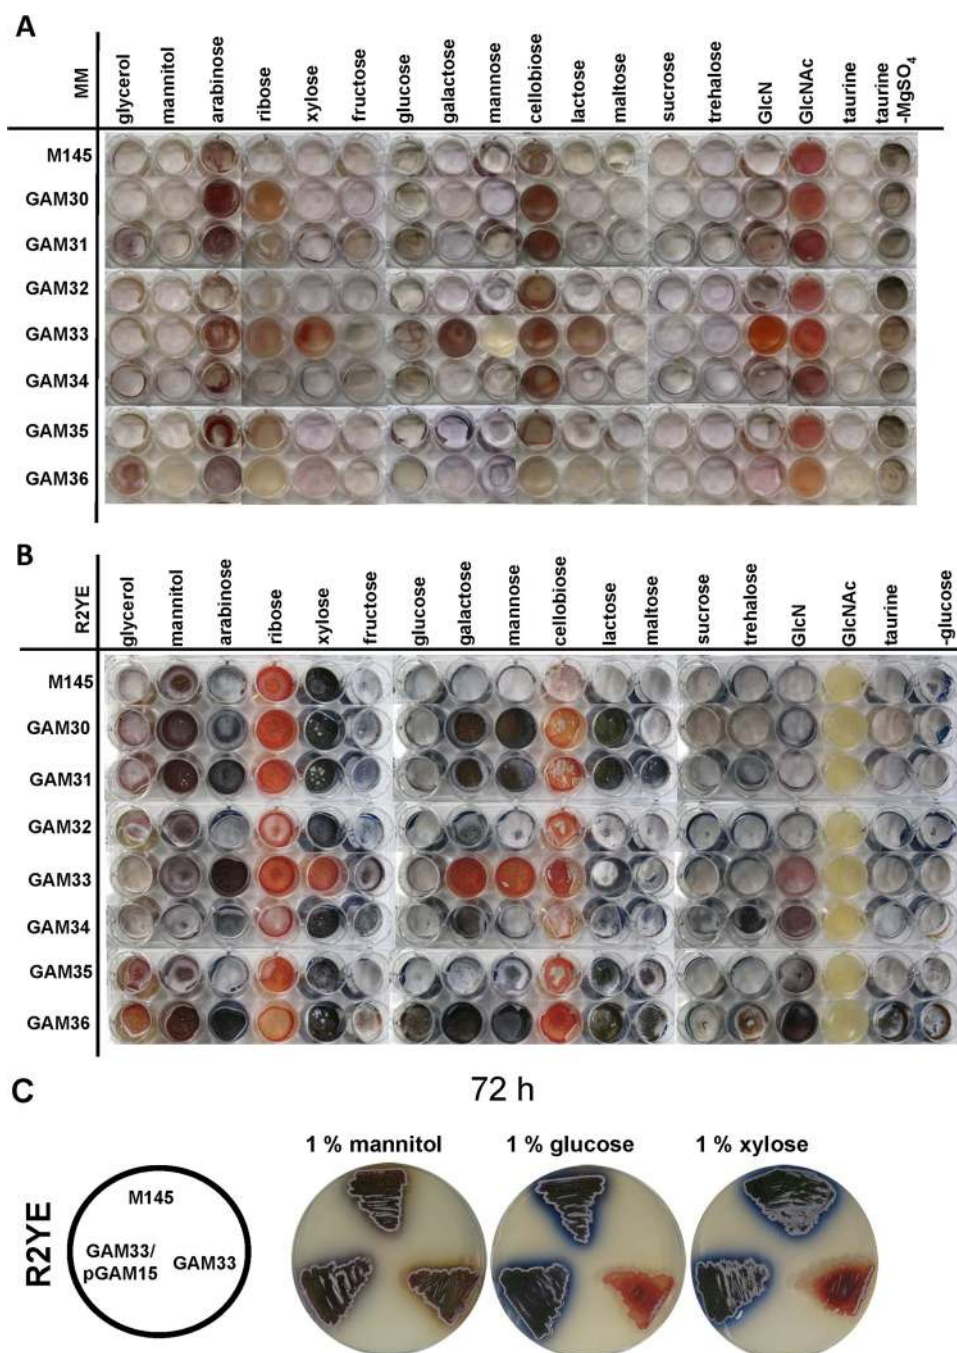 A
MM
glycerol
mannitol
arabinose
ribose
xylose
fructose
glucose
galactose
mannose
cellobiose
lactose
maltose
sucrose
trehalose
GlcN
GlcNAc
taurine
taurine
-MgSO4
M145
GAM30
GAM31
GAM32
GAM33
GAM34
GAM35
GAM36
B
R2YE
glycerol
mannitol
arabinose
ribose
xylose
fructose
glucose
galactose
mannose
cellobiose
lactose
maltose
sucrose
trehalose
GlcN
GlcNAc
taurine
-glucose
M145
GAM30
GAM31
GAM32
GAM33
GAM34
GAM35
GAM36
C
72 h
R2YE
M145
GAM33/
pGAM15
GAM33
1 % mannitol
1 % glucose
1 % xylose